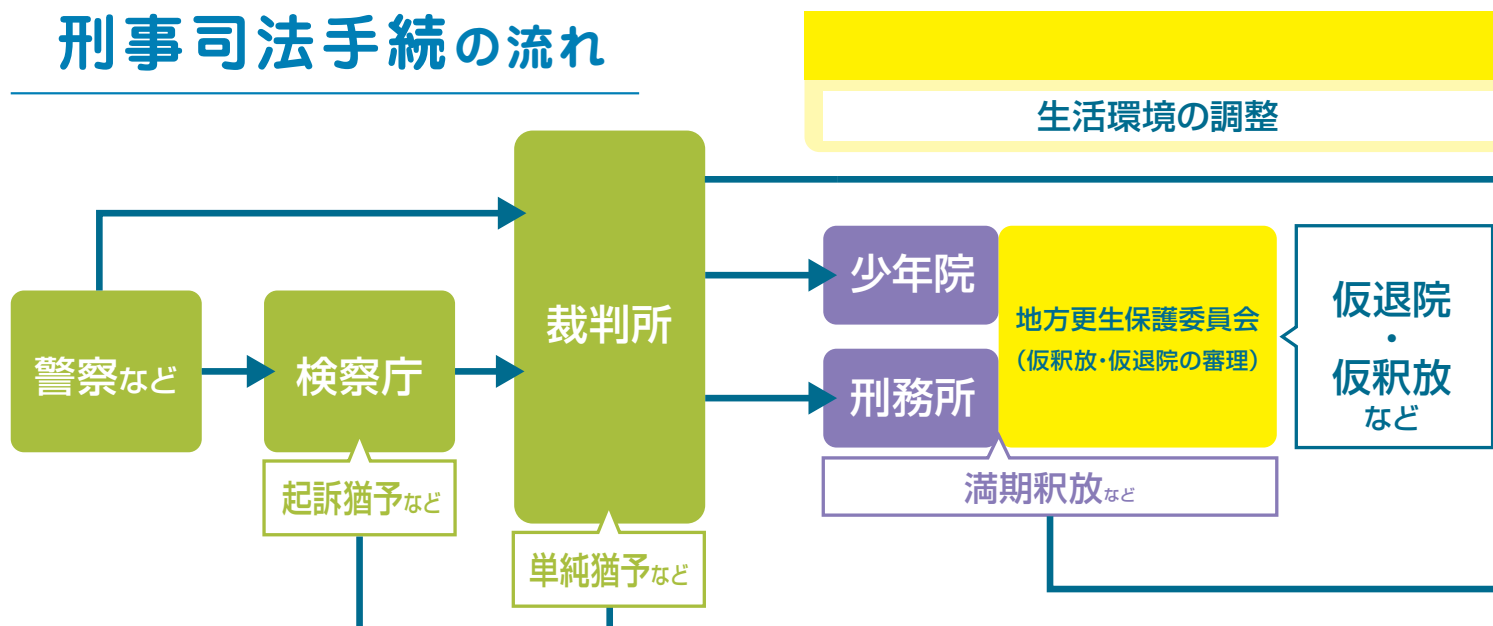 刑事司法手続の流れ
生活環境の調整
警察など
検察庁
起訴猶予など
裁判所
単純猶予など
少年院
刑務所
地方更生保護委員会
（仮釈放・仮退院の審理）
満期釈放など
仮退院
・
仮釈放
など